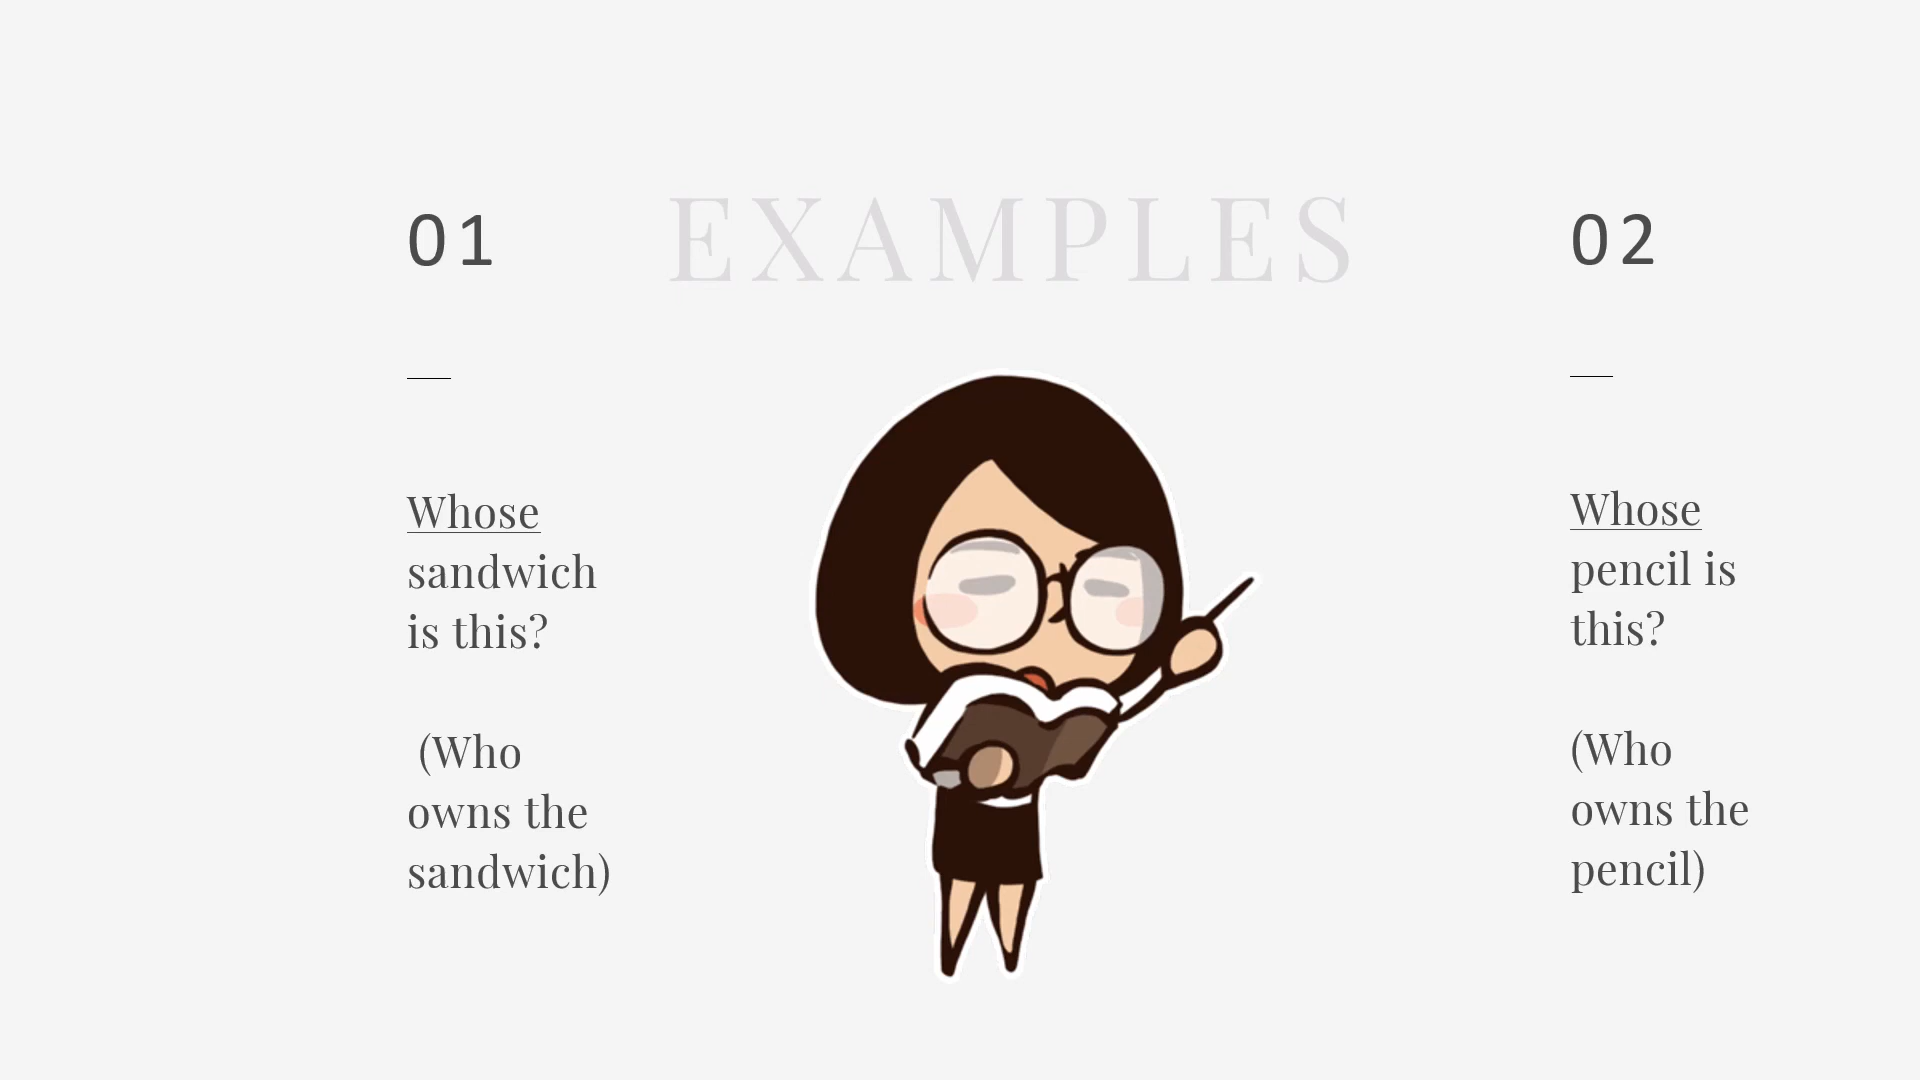 EXAMPLES
01
Whose
sandwich
is this?
(Who
owns the
sandwich)
02
Whose
pencil is
this?
(Who
owns the
pencil)